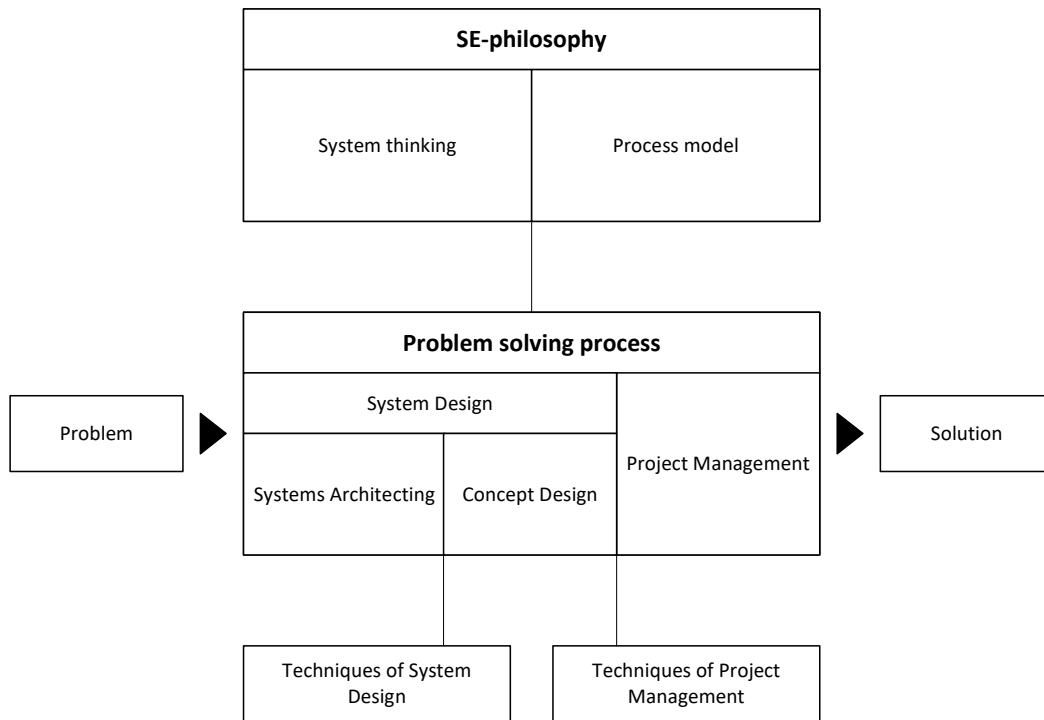 SE-philosophy
System thinking
Process model
Problem solving process
System Design
Problem
Solution
Project Management
Systems Architecting
Concept Design
Techniques of System
Design
Techniques of Project
Management